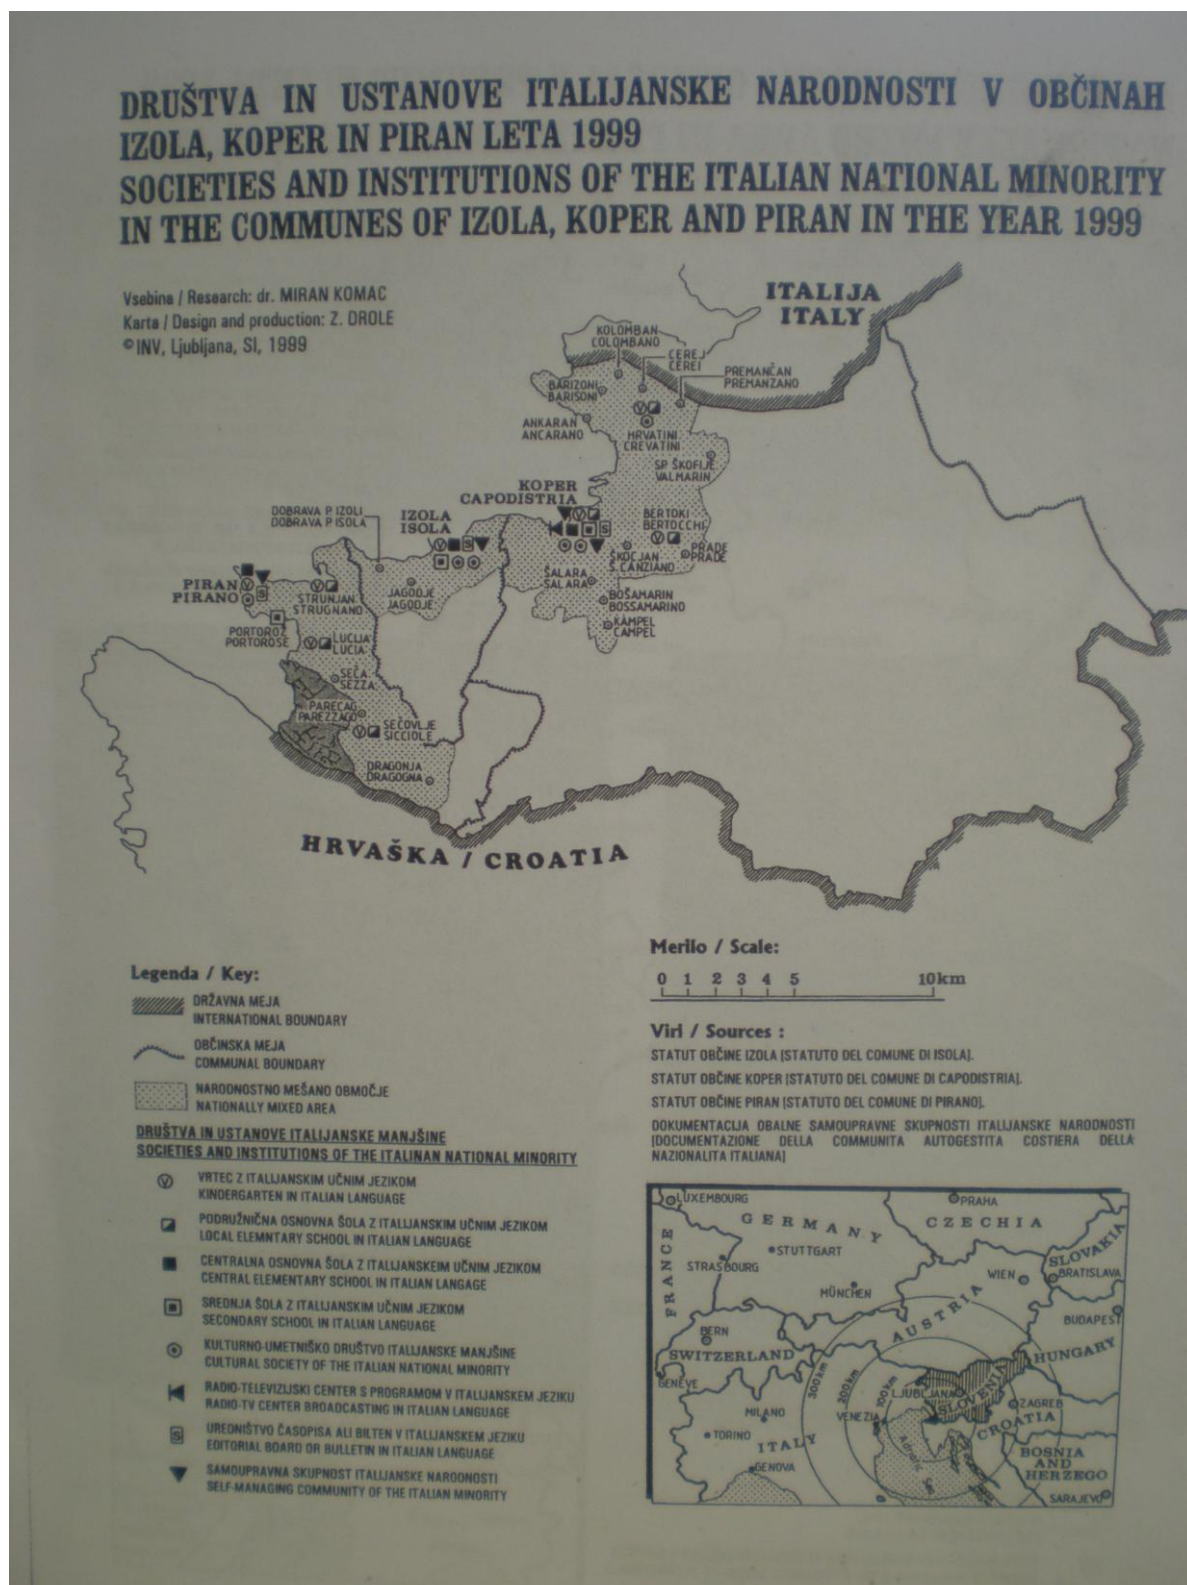 DRUŠTVA IN USTANOVE ITALIJANSKE NARODNOSTI V OBČINAH
IZOLA, KOPER IN PIRAN LETA 1999
SOCIETIES AND INSTITUTIONS OF THE ITALIAN NATIONAL MINORITY
IN THE COMMUNES OF IZOLA, KOPER AND PIRAN IN THE YEAR 1999
Vsebina / Research: dr. MIRAN KOMAC
Karta / Design and production: Z. DROLE
© INV, Ljubljana, SI, 1999
ITALIJA
ITALY
KOLOMBAN
COLOMBANO
CEREJ
CEREI
PREMANČAN
PREMANZANO
BARIZONI
BARISONI
ANKARAN
ANCARANO
HRVATINI
CREVATINI
SP. ŠKOFIJE
VALMARIN
KOPER
CAPODISTRIA
DOBRAVA P. IZOLI
DOBRAVA P. ISOLA
IZOLA
ISOLA
BERTOKI
BERTOCCHI
PRADE
PRADE
ŠKOCJAN
S. CANZIANO
ŠALARA
SALARA
PIRAN
PIRANO
STRUNJAN
STRUGNANO
JAGODJE
JAGODJE
BOŠAMARIN
BOSSAMARINO
KAMPEL
CAMPEL
PORTOROŽ
PORTOROSE
LUCIJA
LUCIA
SEČA
SEZZA
PARECAG
PAREZZAGO
SEČOVLJE
SICCIOLE
DRAGONJA
DRAGOGNA
HRVAŠKA / CROATIA
Legenda / Key:
DRŽAVNA MEJA
INTERNATIONAL BOUNDARY
OBČINSKA MEJA
COMMUNAL BOUNDARY
NARODNOSTNO MEŠANO OBMOČJE
NATIONALLY MIXED AREA
DRUŠTVA IN USTANOVE ITALIJANSKE MANJŠINE
SOCIETIES AND INSTITUTIONS OF THE ITALINAN NATIONAL MINORITY
V VRTEC Z ITALIJANSKIM UČNIM JEZIKOM
KINDERGARTEN IN ITALIAN LANGUAGE
PODRUŽNIČNA OSNOVNA ŠOLA Z ITALIJANSKIM UČNIM JEZIKOM
LOCAL ELEMNTARY SCHOOL IN ITALIAN LANGUAGE
CENTRALNA OSNOVNA ŠOLA Z ITALIJANSKEIM UČNIM JEZIKOM
CENTRAL ELEMENTARY SCHOOL IN ITALIAN LANGAGE
SREDNJA ŠOLA Z ITALIJANSKIM UČNIM JEZIKOM
SECONDARY SCHOOL IN ITALIAN LANGUAGE
KULTURNO-UMETNIŠKO DRUŠTVO ITALIJANSKE MANJŠINE
CULTURAL SOCIETY OF THE ITALIAN NATIONAL MINORITY
RADIO-TELEVIZIJSKI CENTER S PROGRAMOM V ITALIJANSKEM JEZIKU
RADIO-TV CENTER BROADCASTING IN ITALIAN LANGUAGE
S UREDNIŠTVO ČASOPISA ALI BILTEN V ITALIJANSKEM JEZIKU
EDITORIAL BOARD OR BULLETIN IN ITALIAN LANGUAGE
SAMOUPRAVNA SKUPNOST ITALIJANSKE NARODNOSTI
SELF-MANAGING COMMUNITY OF THE ITALIAN MINORITY
Merilo / Scale:
0 1 2 3 4 5 10km
Viri / Sources :
STATUT OBČINE IZOLA [STATUTO DEL COMUNE DI ISOLA].
STATUT OBČINE KOPER [STATUTO DEL COMUNE DI CAPODISTRIA].
STATUT OBČINE PIRAN [STATUTO DEL COMUNE DI PIRANO].
DOKUMENTACIJA OBALNE SAMOUPRAVNE SKUPNOSTI ITALIJANSKE NARODNOSTI
[DOCUMENTAZIONE DELLA COMMUNITA AUTOGESTITA COSTIERA DELLA
NAZIONALITA ITALIANA]
LUXEMBOURG
PRAHA
GERMANY
CZECHIA
FRANCE
STUTTGART
STRASBOURG
SLOVAKIA
WIEN
BRATISLAVA
MÜNCHEN
AUSTRIA
BUDAPEST
BERN
SWITZERLAND
HUNGARY
GENEVE
300km
200km
100km
LJUBLJANA
SLOVENIA
ZAGREB
MILANO
VENEZIA
CROATIA
TORINO
ITALY
Adriatic Sea
BOSNIA
AND
HERZEGO
GENOVA
SARAJEVO